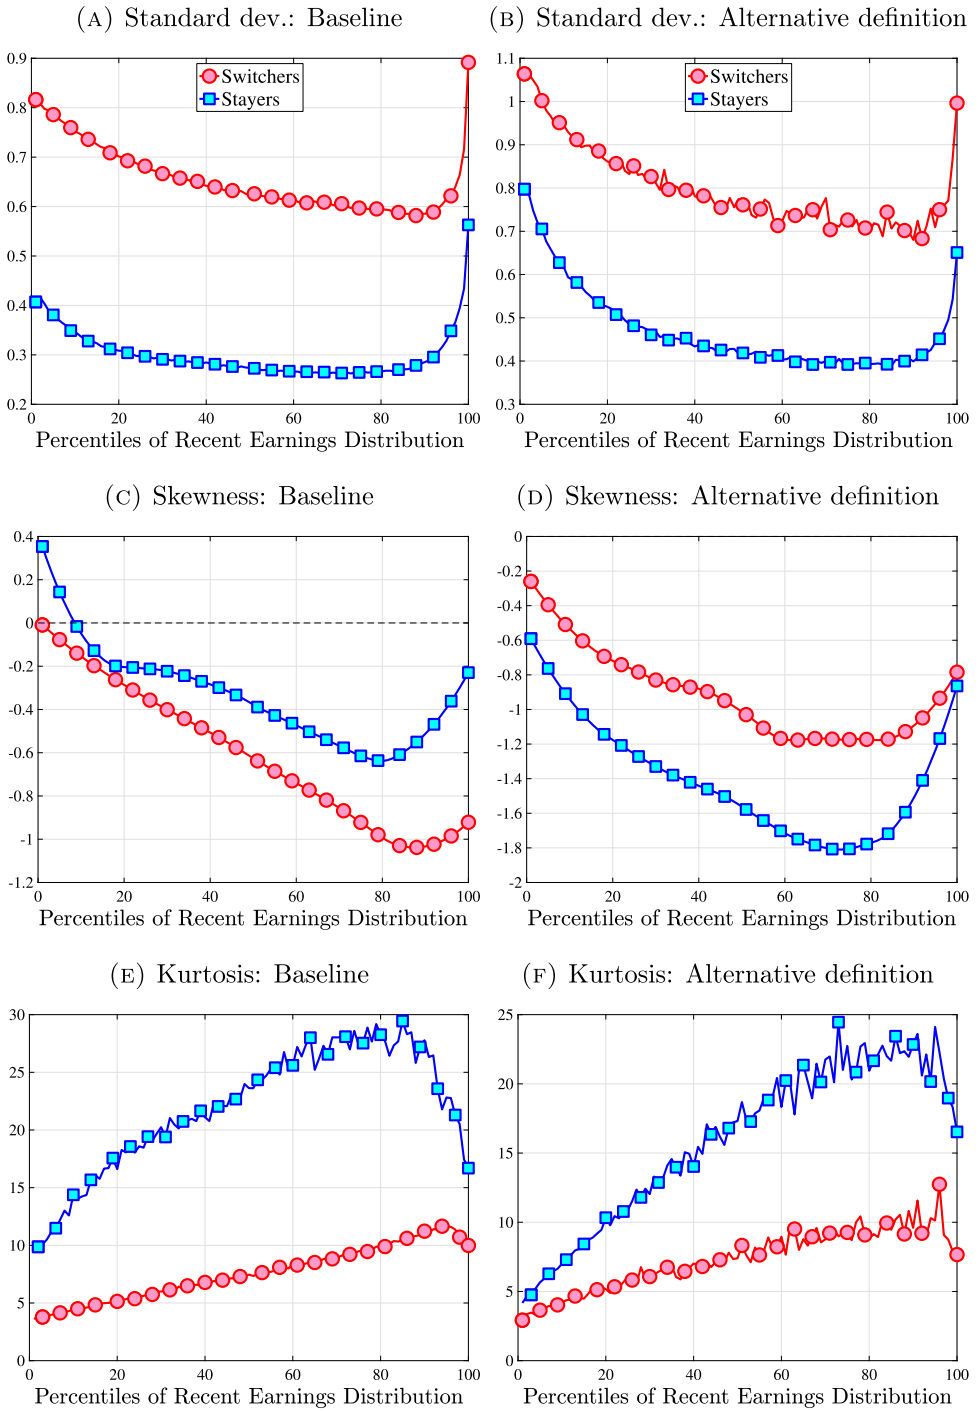 (A) Standard dev.: Baseline
(B) Standard dev.: Alternative definition
0.9
0.8
0.7
0.6
0.5
0.4
0.3
0.2
Switchers
Stayers
0 20 40 60 80 100
Percentiles of Recent Earnings Distribution
1.1
1
0.9
0.8
0.7
0.6
0.5
0.4
0.3
Switchers
Stayers
0 20 40 60 80 100
Percentiles of Recent Earnings Distribution
(C) Skewness: Baseline
(D) Skewness: Alternative definition
0.4
0.2
0
-0.2
-0.4
-0.6
-0.8
-1
-1.2
0 20 40 60 80 100
Percentiles of Recent Earnings Distribution
0
-0.2
-0.4
-0.6
-0.8
-1
-1.2
-1.4
-1.6
-1.8
-2
0 20 40 60 80 100
Percentiles of Recent Earnings Distribution
(E) Kurtosis: Baseline
(F) Kurtosis: Alternative definition
30
25
20
15
10
5
0
0 20 40 60 80 100
Percentiles of Recent Earnings Distribution
25
20
15
10
5
0
0 20 40 60 80 100
Percentiles of Recent Earnings Distribution